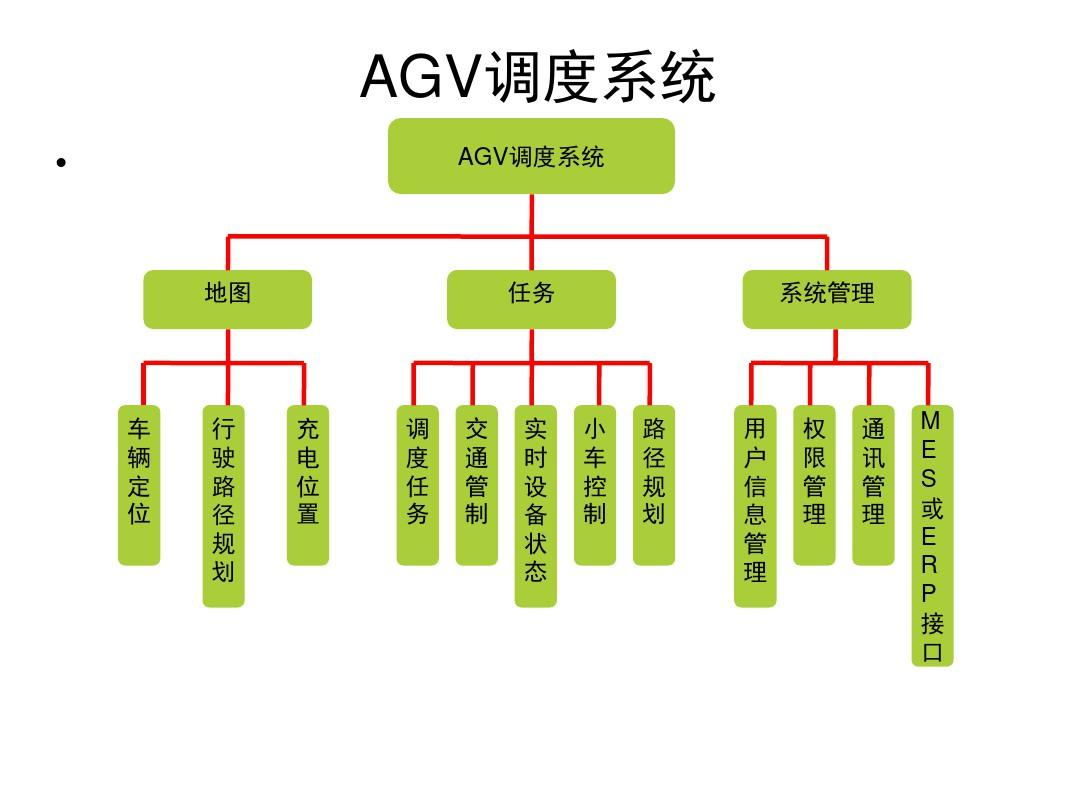 AGV调度系统
• 
AGV调度系统
地图
任务
系统管理
车辆定位
行驶路径规划
充电位置
调度任务
交通管制
实时设备状态
小车控制
路径规划
用户信息管理
权限管理
通讯管理
MES或ERP接口